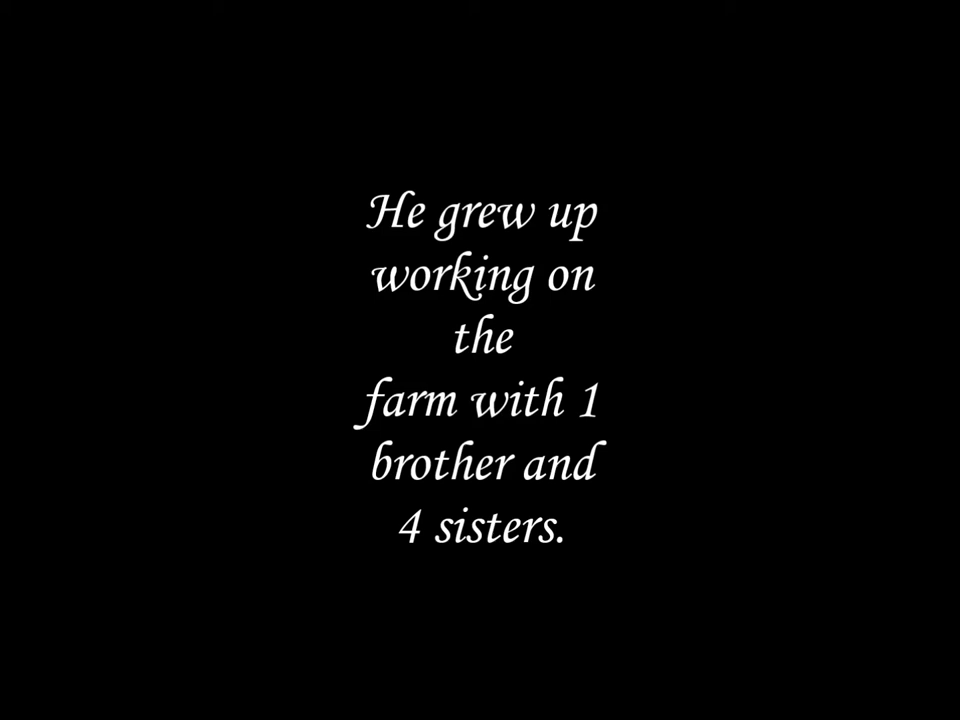 He grew up
working on
the
farm with 1
brother and
4 sisters.